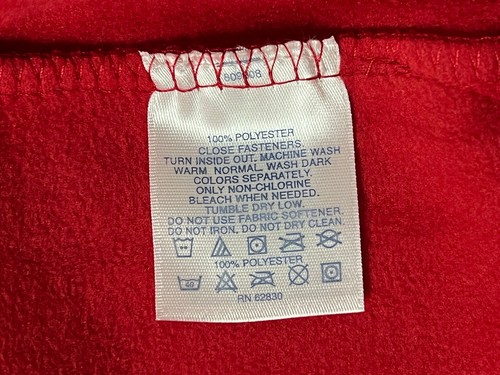 100% POLYESTER
CLOSE FASTENERS.
TURN INSIDE OUT. MACHINE WASH
WARM NORMAL. WASH DARK
COLORS SEPARATELY.
ONLY NON-CHLORINE
BLEACH WHEN NEEDED.
TUMBLE DRY LOW.
DO NOT USE FABRIC SOFTENER
DO NOT IRON. DO NOT DRY CLEAN
100% POLYESTER
40
RN 62830